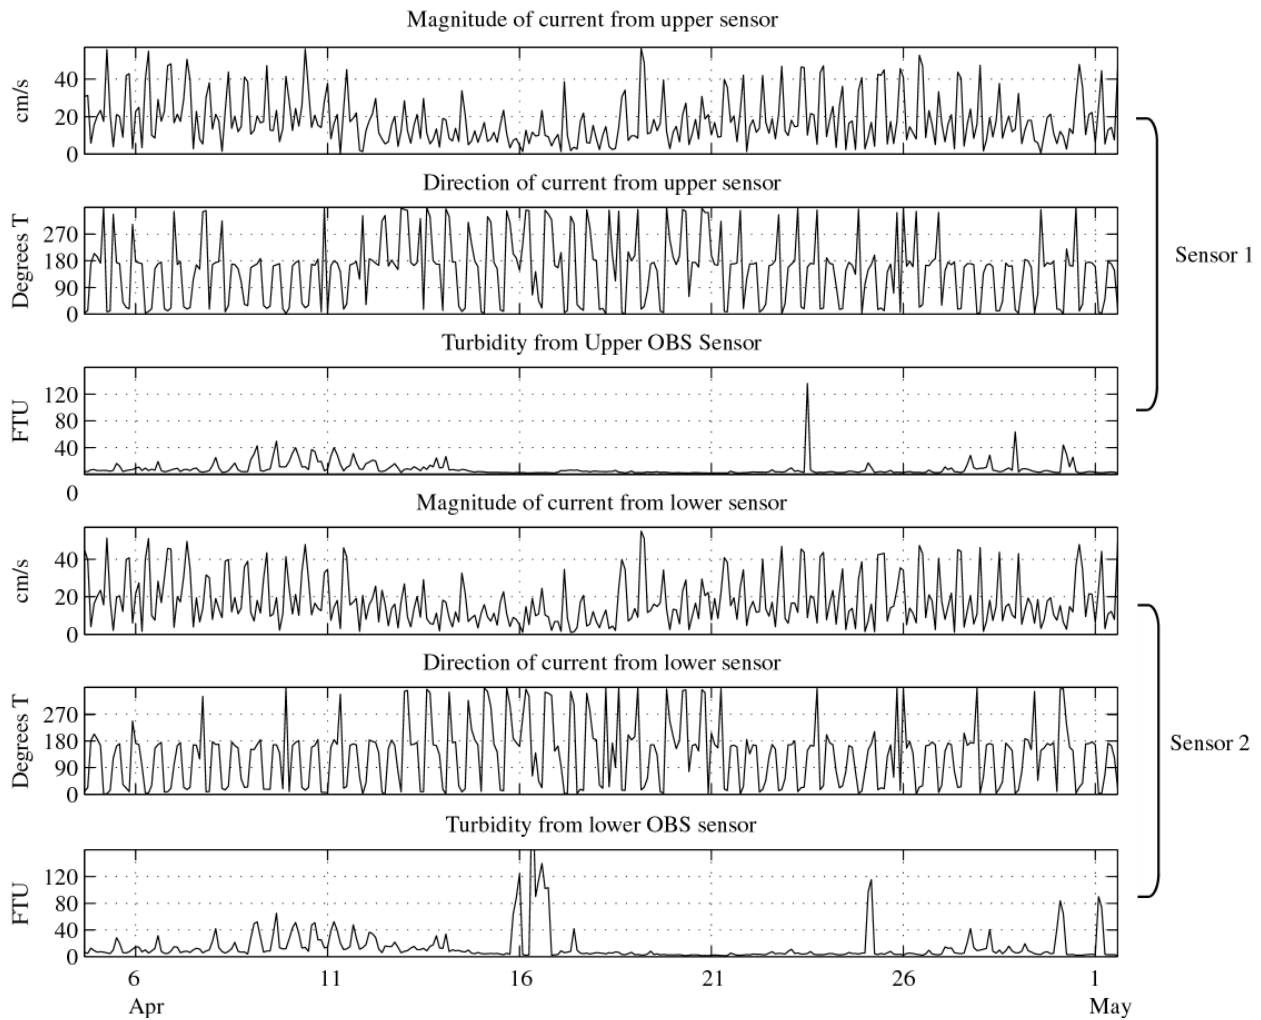 Magnitude of current from upper sensor
cm/s
40
20
0
Direction of current from upper sensor
Degrees T
270
180
90
0
Sensor 1
Turbidity from Upper OBS Sensor
FTU
120
80
40
0
Magnitude of current from lower sensor
cm/s
40
20
0
Direction of current from lower sensor
Degrees T
270
180
90
0
Sensor 2
Turbidity from lower OBS sensor
FTU
120
80
40
0
6 11 16 21 26 1
Apr May